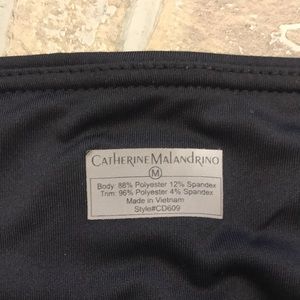 CATHERINE MALANDRINO
M
Body: 88% Polyester 12% Spandex
Trim: 96% Polyester 4% Spandex
Made in Vietnam
Style#CD609